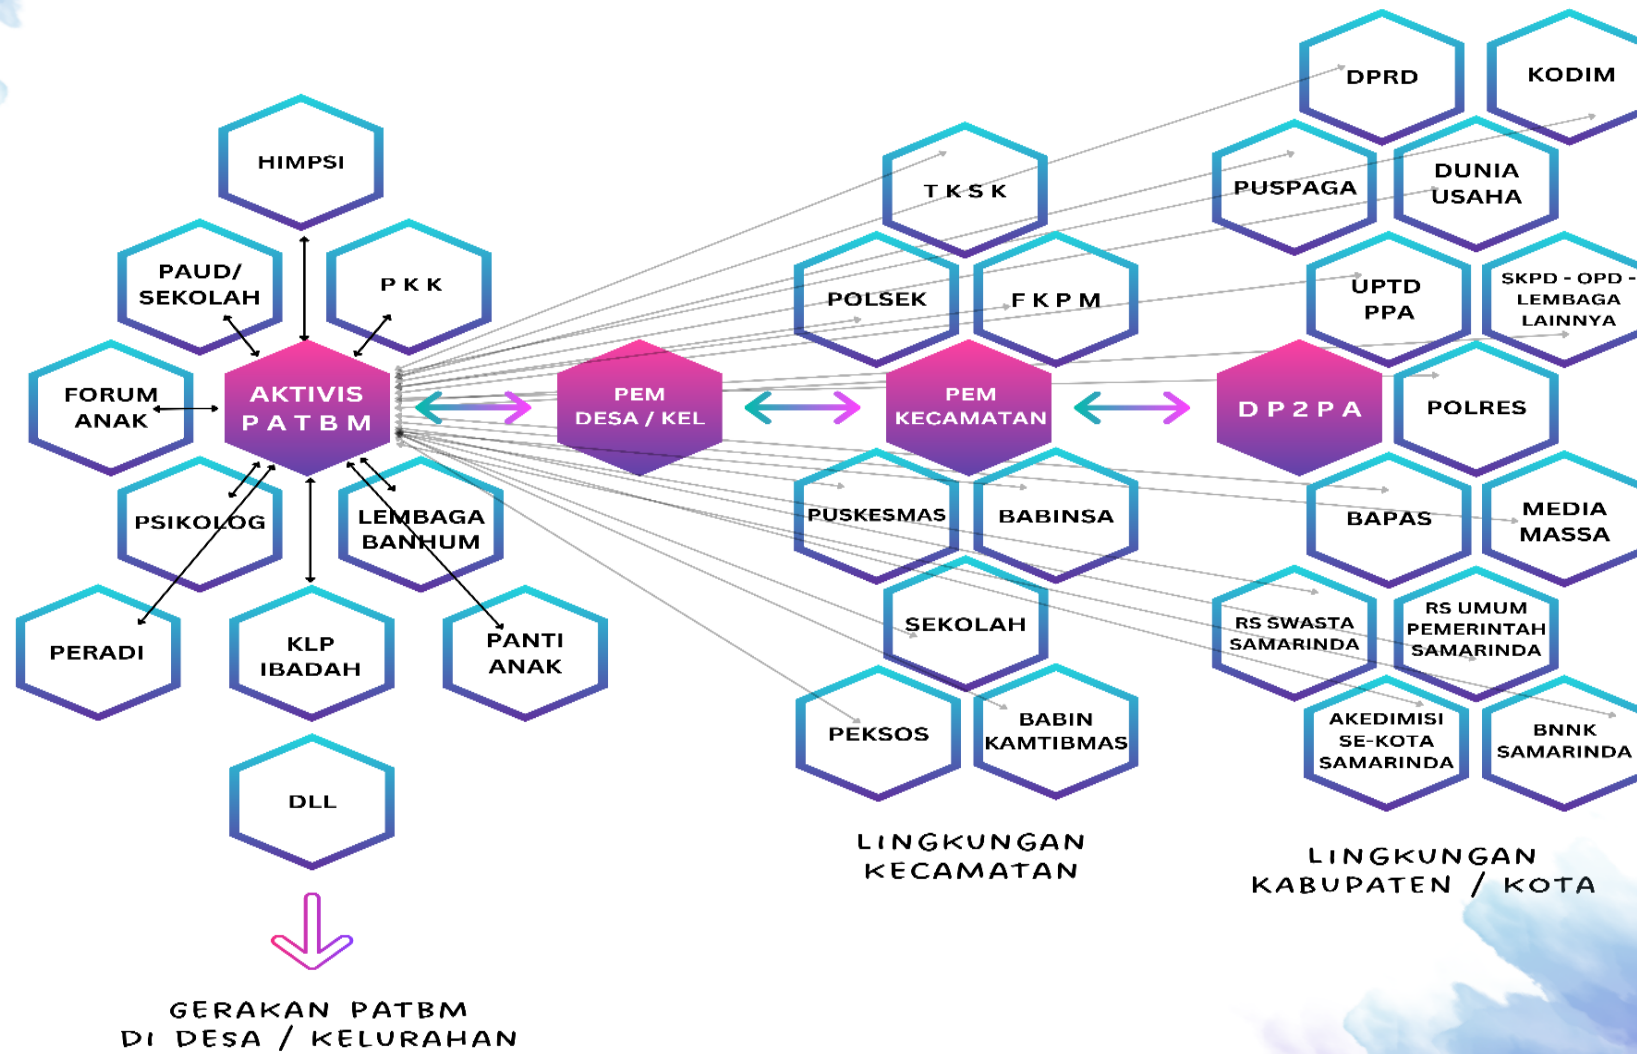 HIMPSI
PAUD/
SEKOLAH
P K K
FORUM
ANAK
AKTIVIS
P A T B M
PSIKOLOG
LEMBAGA
BANHUM
PERADI
KLP
IBADAH
PANTI
ANAK
DLL
GERAKAN PATBM
DI DESA / KELURAHAN
PEM
DESA / KEL
T K S K
POLSEK
F K P M
PEM
KECAMATAN
PUSKESMAS
BABINSA
SEKOLAH
PEKSOS
BABIN
KAMTIBMAS
LINGKUNGAN
KECAMATAN
DPRD
KODIM
PUSPAGA
DUNIA
USAHA
UPTD
PPA
SKPD - OPD -
LEMBAGA
LAINNYA
D P 2 P A
POLRES
BAPAS
MEDIA
MASSA
RS SWASTA
SAMARINDA
RS UMUM
PEMERINTAH
SAMARINDA
AKEDIMISI
SE-KOTA
SAMARINDA
BNNK
SAMARINDA
LINGKUNGAN
KABUPATEN / KOTA